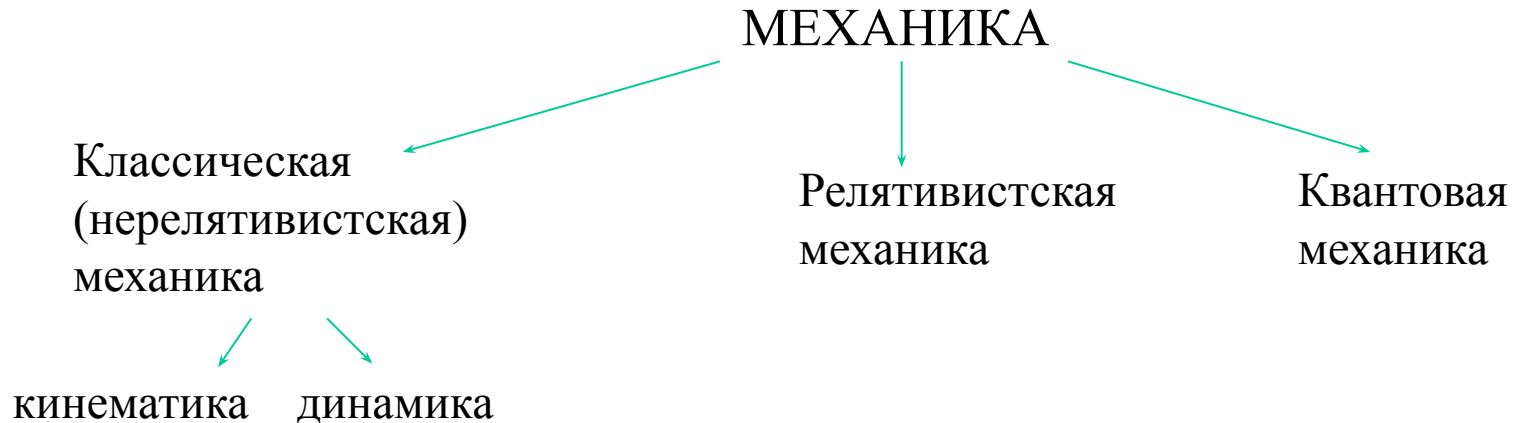 МЕХАНИКА
Классическая
(нерелятивистская)
механика
Релятивистская
механика
Квантовая
механика
кинематика
динамика